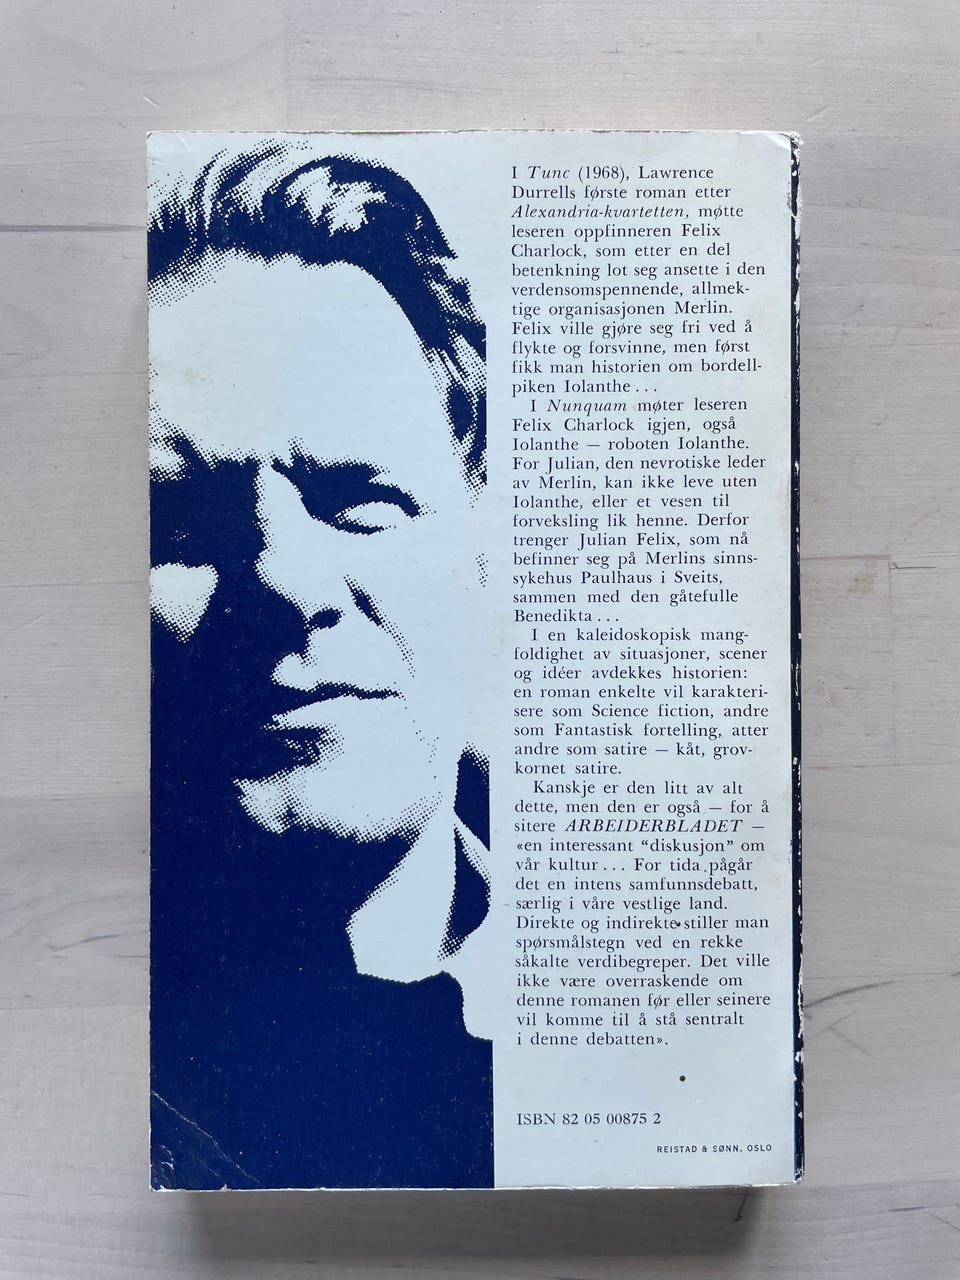 I Tunc (1968), Lawrence
Durrells første roman etter
Alexandria-kvartetten, møtte
leseren oppfinneren Felix
Charlock, som etter en del
betenkning lot seg ansette i den
verdensomspennende, allmek-
tige organisasjonen Merlin.
Felix ville gjøre seg fri ved å
flykte og forsvinne, men først
fikk man historien om bordell-
piken Iolanthe...
I Nunquam møter leseren
Felix Charlock igjen, også
Iolanthe — roboten Iolanthe.
For Julian, den nevrotiske leder
av Merlin, kan ikke leve uten
Iolanthe, eller et vesen til
forveksling lik henne. Derfor
trenger Julian Felix, som nå
befinner seg på Merlins sinns-
sykehus Paulhaus i Sveits,
sammen med den gåtefulle
Benedikta...
I en kaleidoskopisk mang-
foldighet av situasjoner, scener
og idéer avdekkes historien:
en roman enkelte vil karakteri-
sere som Science fiction, andre
som Fantastisk fortelling, atter
andre som satire — kåt, grov-
kornet satire.
Kanskje er den litt av alt
dette, men den er også — for å
sitere ARBEIDERBLADET —
«en interessant “diskusjon” om
vår kultur... For tida pågår
det en intens samfunnsdebatt,
særlig i våre vestlige land.
Direkte og indirekte stiller man
spørsmålstegn ved en rekke
såkalte verdibegreper. Det ville
ikke være overraskende om
denne romanen før eller seinere
vil komme til å stå sentralt
i denne debatten».
ISBN 82 05 00875 2
REISTAD & SØNN. OSLO